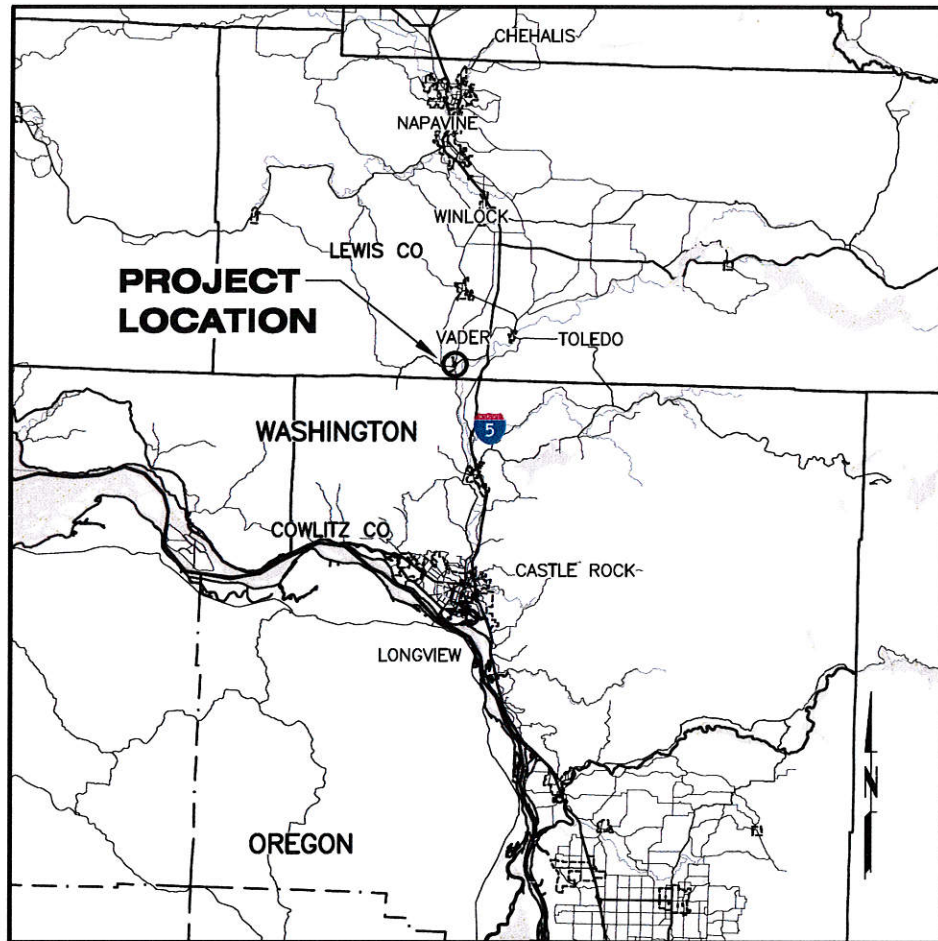 CHEHALIS
NAPAVINE
WINLOCK
LEWIS CO
PROJECT
LOCATION
VADER
TOLEDO
WASHINGTON
5
COWLITZ CO
CASTLE ROCK
LONGVIEW
N
OREGON